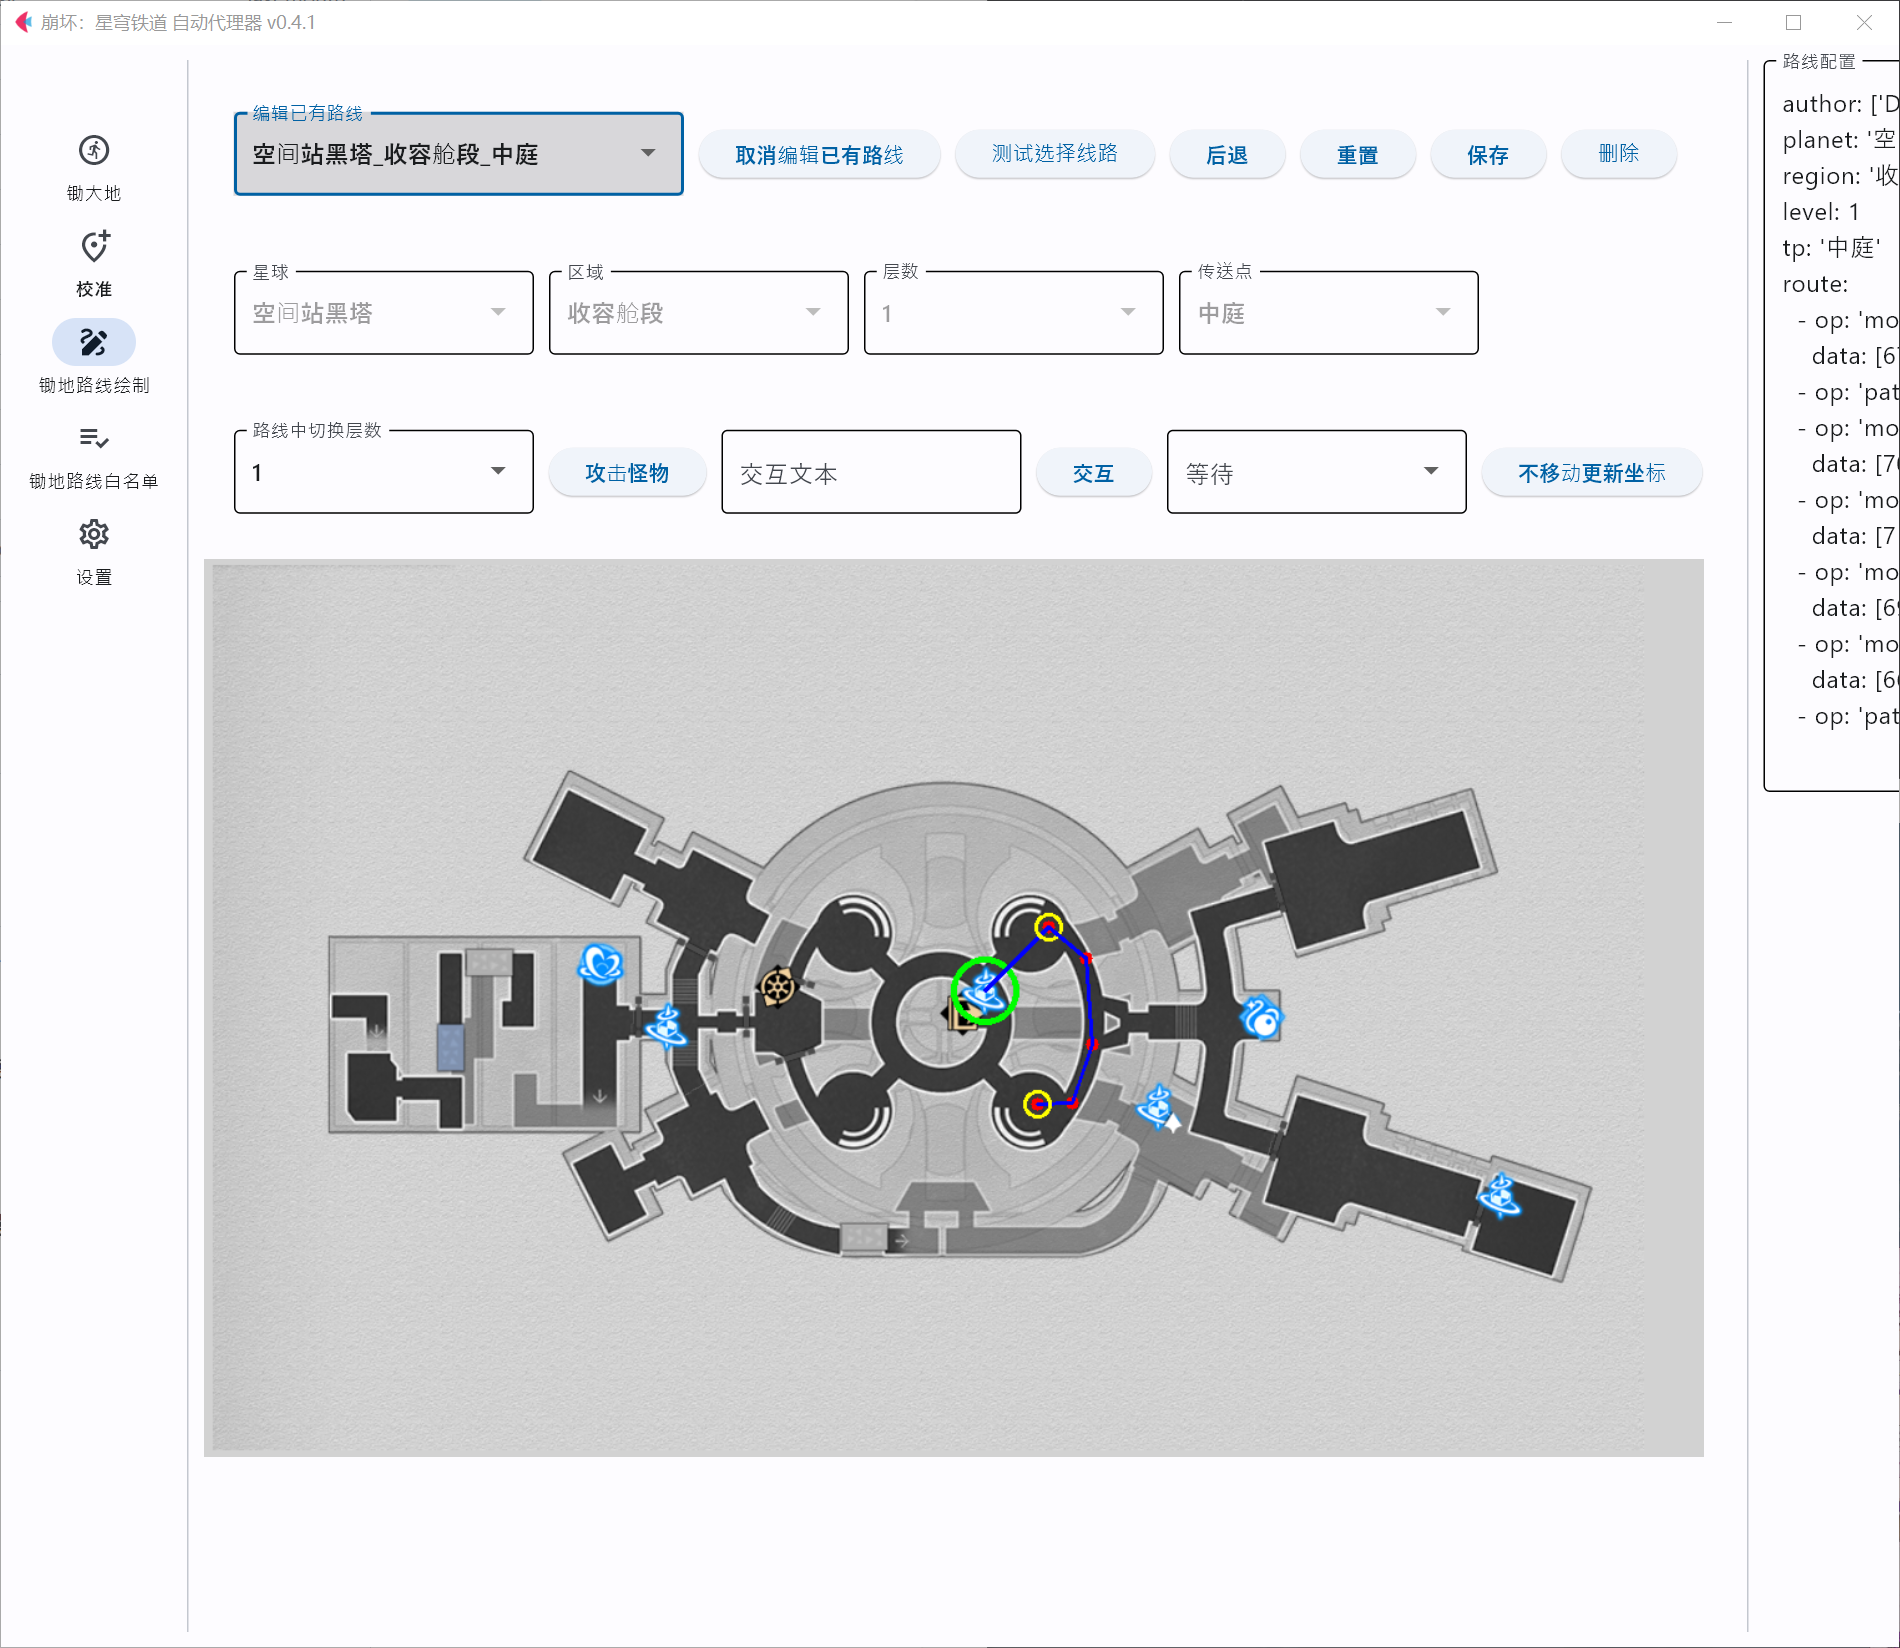 崩坏：星穹铁道 自动代理器 v0.4.1
锄大地
校准
锄地路线绘制
锄地路线白名单
设置
编辑已有路线
空间站黑塔_收容舱段_中庭
取消编辑已有路线
测试选择线路
后退
重置
保存
删除
星球
空间站黑塔
区域
收容舱段
层数
1
传送点
中庭
路线中切换层数
1
攻击怪物
交互文本
交互
等待
不移动更新坐标
路线配置
author: ['D
planet: '空
region: '收
level: 1
tp: '中庭'
route:
- op: 'mo
data: [67
- op: 'pat
- op: 'mo
data: [70
- op: 'mo
data: [7
- op: 'mo
data: [69
- op: 'mo
data: [66
- op: 'pat